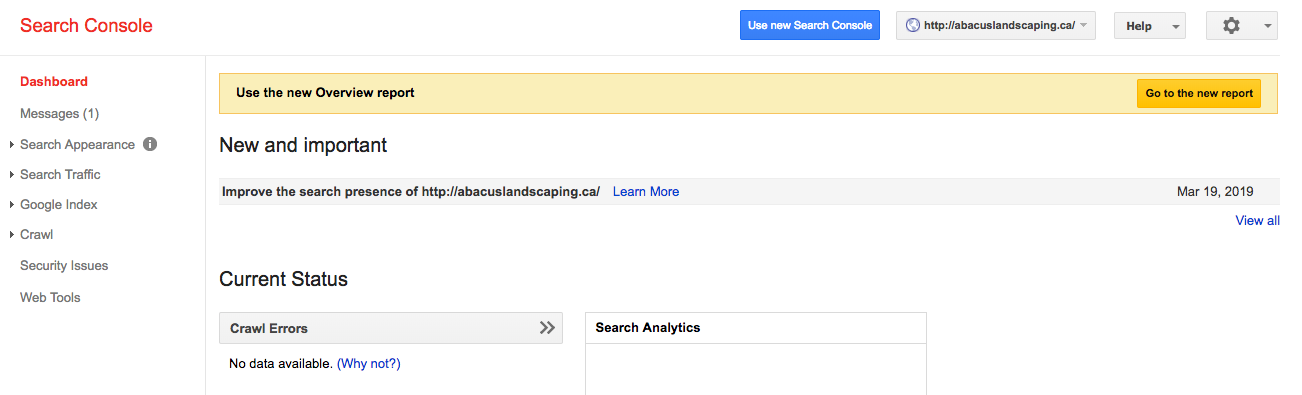 Search Console
Use new Search Console
http://abacuslandscaping.ca/
Help
Dashboard
Messages (1)
Search Appearance i
Search Traffic
Google Index
Crawl
Security Issues
Web Tools
Use the new Overview report
Go to the new report
New and important
Improve the search presence of http://abacuslandscaping.ca/ Learn More Mar 19, 2019
View all
Current Status
Crawl Errors
No data available. (Why not?)
Search Analytics